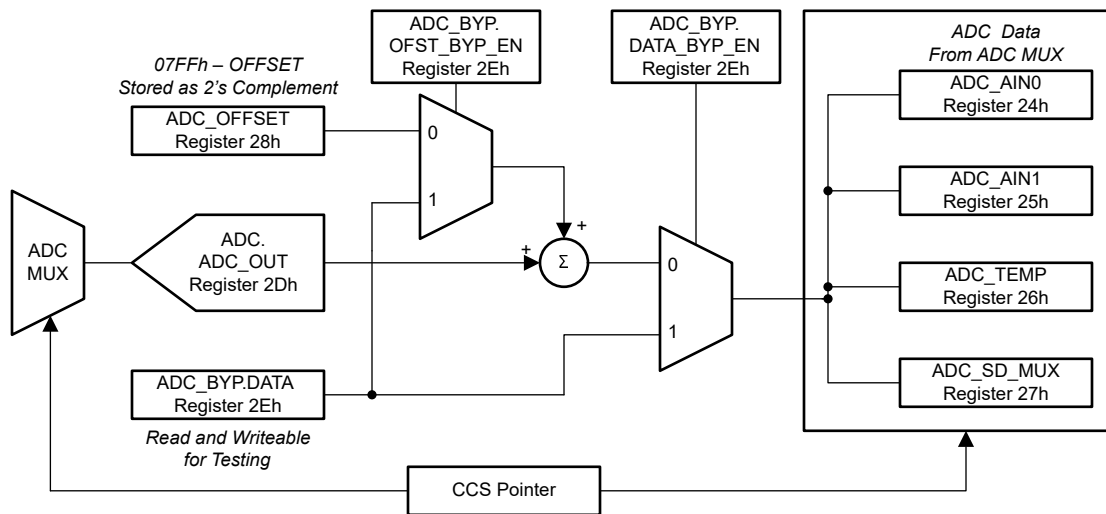 ADC_BYP.
OFST_BYP_EN
Register 2Eh
ADC_BYP.
DATA_BYP_EN
Register 2Eh
ADC Data
From ADC MUX
07FFh – OFFSET
Stored as 2's Complement
ADC_OFFSET
Register 28h
0
1
ADC_AIN0
Register 24h
ADC_AIN1
Register 25h
ADC
MUX
ADC.
ADC_OUT
Register 2Dh
+
+
Σ
0
1
ADC_TEMP
Register 26h
ADC_SD_MUX
Register 27h
ADC_BYP.DATA
Register 2Eh
Read and Writeable
for Testing
CCS Pointer